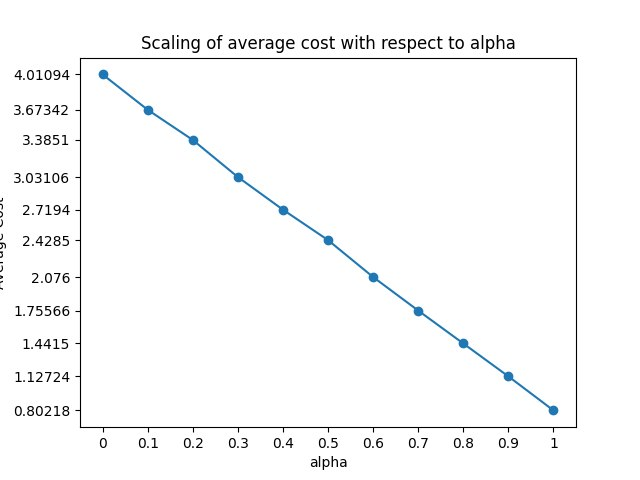 Scaling of average cost with respect to alpha
4.01094
3.67342
3.3851
3.03106
2.7194
2.4285
2.076
1.75566
1.4415
1.12724
0.80218
Average Cost
0 0.1 0.2 0.3 0.4 0.5 0.6 0.7 0.8 0.9 1
alpha